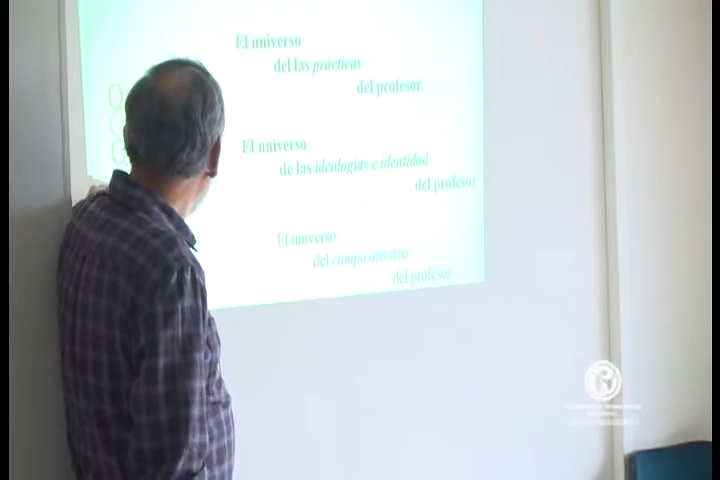 El universo
del las prácticas
del profesor
El universo
de las ideologías e identidad
del profesor
El universo
del campo afectivo
del profesor